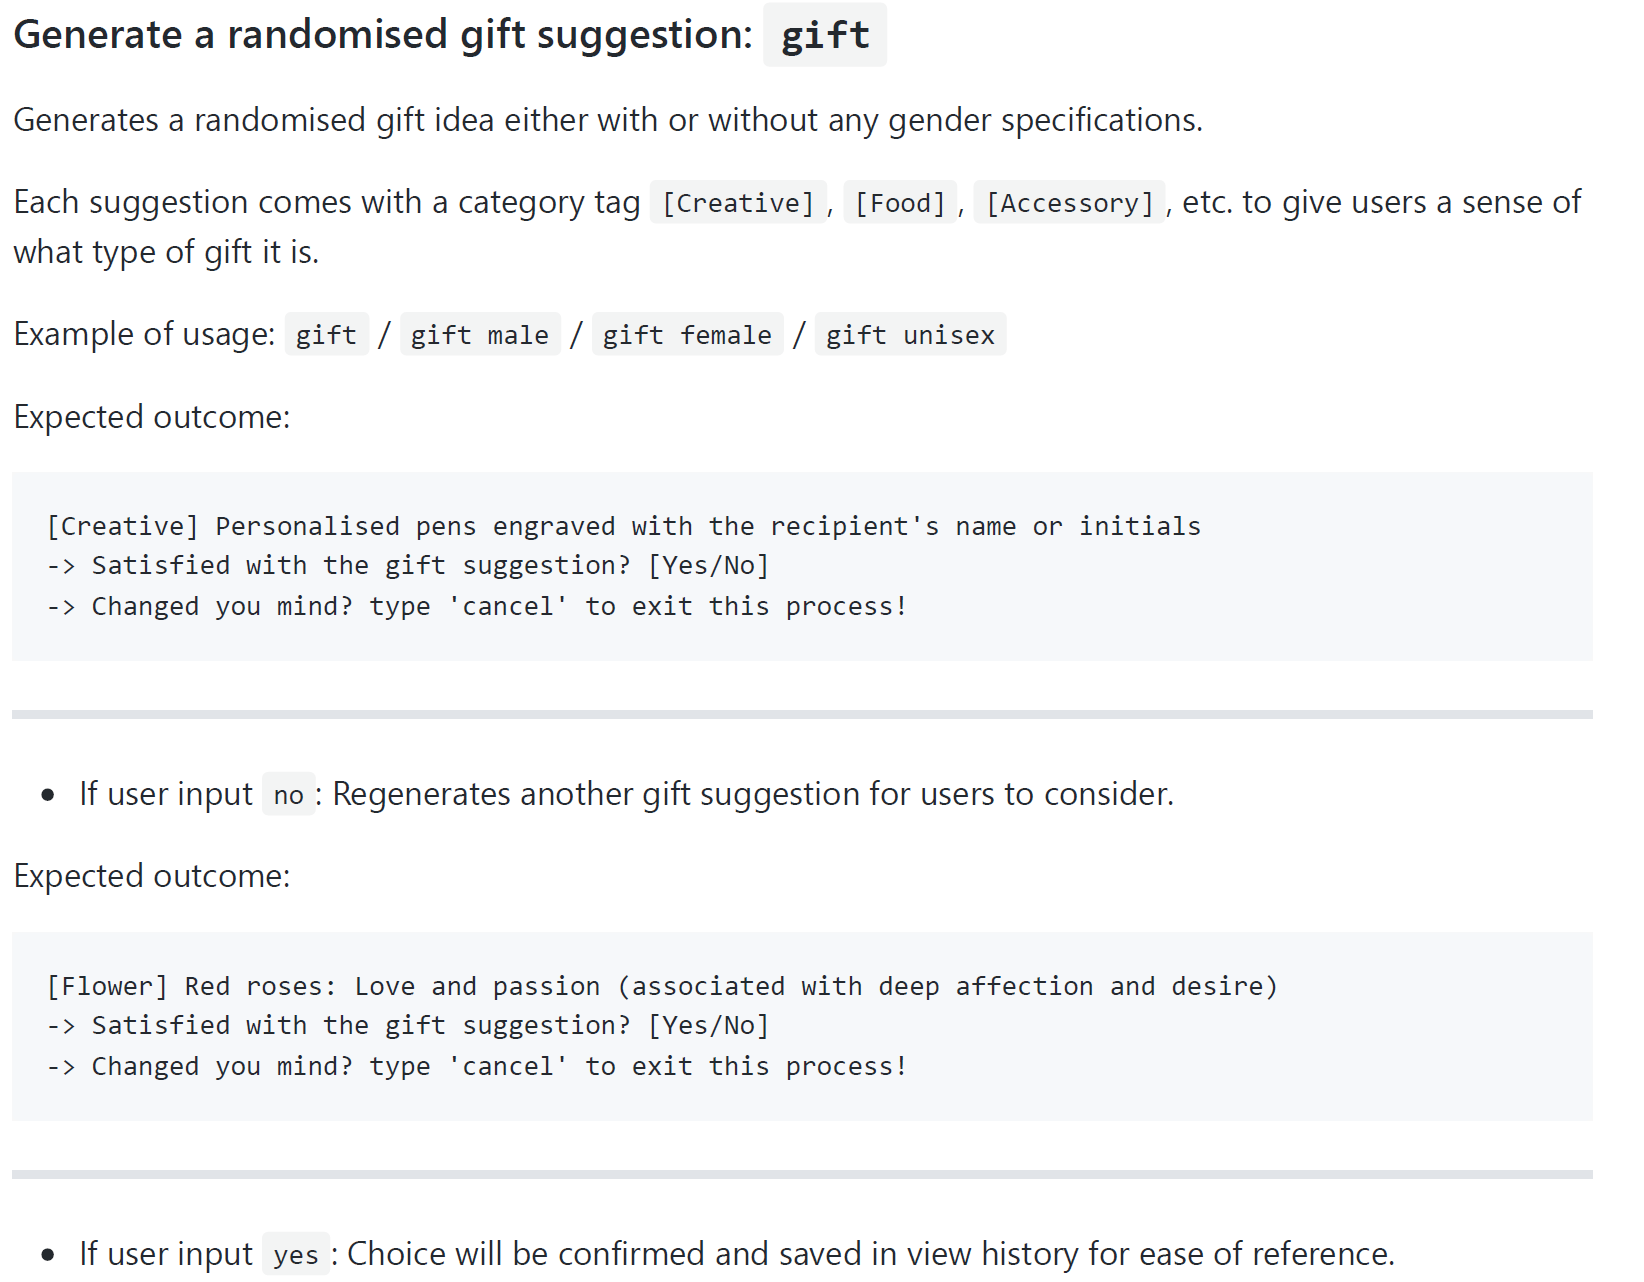 Generate a randomised gift suggestion: gift
Generates a randomised gift idea either with or without any gender specifications.
Each suggestion comes with a category tag [Creative], [Food], [Accessory], etc. to give users a sense of
what type of gift it is.
Example of usage: gift / gift male / gift female / gift unisex
Expected outcome:
[Creative] Personalised pens engraved with the recipient's name or initials
-> Satisfied with the gift suggestion? [Yes/No]
-> Changed you mind? type 'cancel' to exit this process!
• If user input no: Regenerates another gift suggestion for users to consider.
Expected outcome:
[Flower] Red roses: Love and passion (associated with deep affection and desire)
-> Satisfied with the gift suggestion? [Yes/No]
-> Changed you mind? type 'cancel' to exit this process!
• If user input yes: Choice will be confirmed and saved in view history for ease of reference.